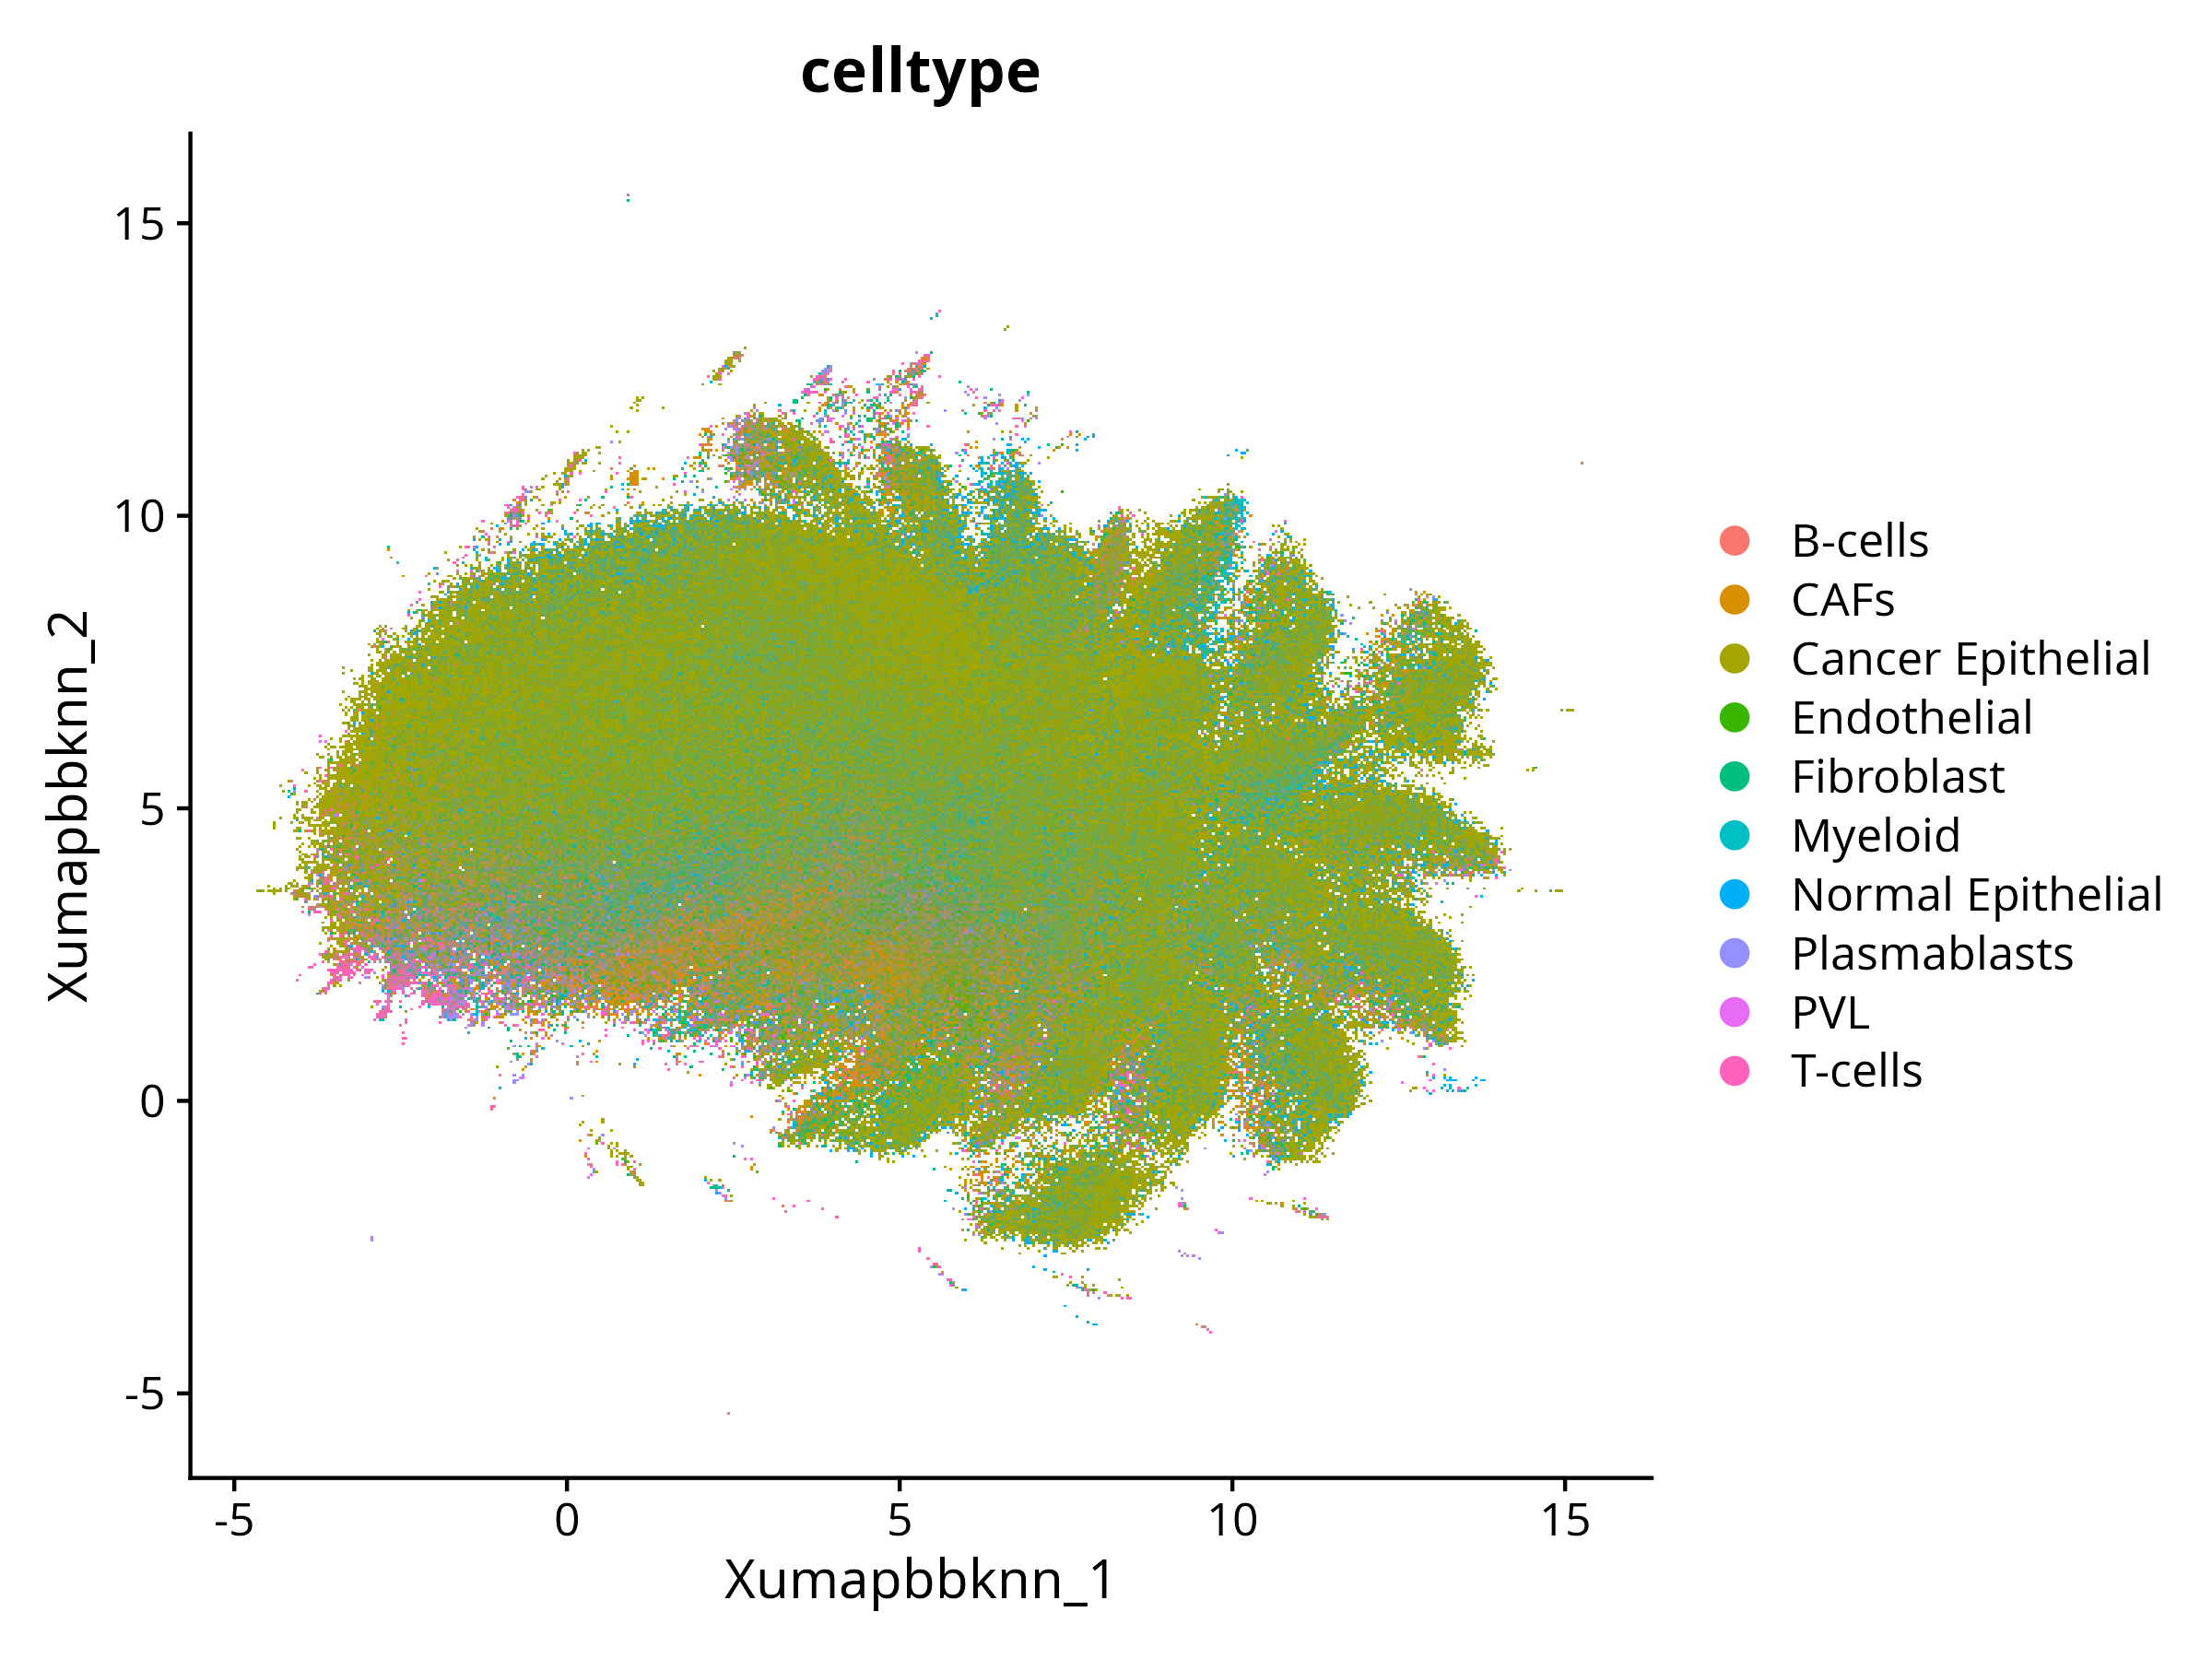 celltype
15
10
5
0
-5
Xumapbbknn_2
-5
0
5
10
15
Xumapbbknn_1
B-cells
CAFs
Cancer Epithelial
Endothelial
Fibroblast
Myeloid
Normal Epithelial
Plasmablasts
PVL
T-cells